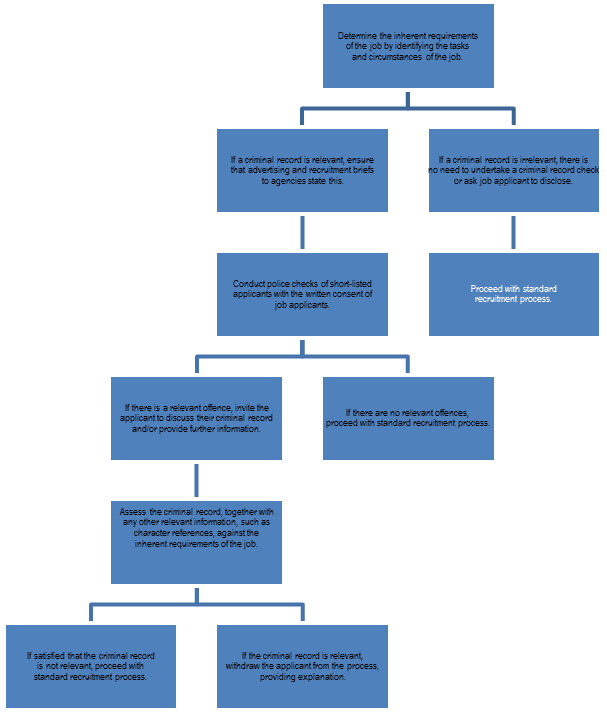 Determine the inherent requirements
of the job by identifying the tasks
and circumstances of the job.
If a criminal record is relevant, ensure
that advertising and recruitment briefs
to agencies state this.
If a criminal record is irrelevant, there is
no need to undertake a criminal record check
or ask job applicant to disclose.
Conduct police checks of short-listed
applicants with the written consent of
job applicants.
Proceed with standard
recruitment process.
If there is a relevant offence, invite the
applicant to discuss their criminal record
and/or provide further information.
If there are no relevant offences,
proceed with standard recruitment process.
Assess the criminal record, together with
any other relevant information, such as
character references, against the
inherent requirements of the job.
If satisfied that the criminal record
is not relevant, proceed with
standard recruitment process.
If the criminal record is relevant,
withdraw the applicant from the process,
providing explanation.